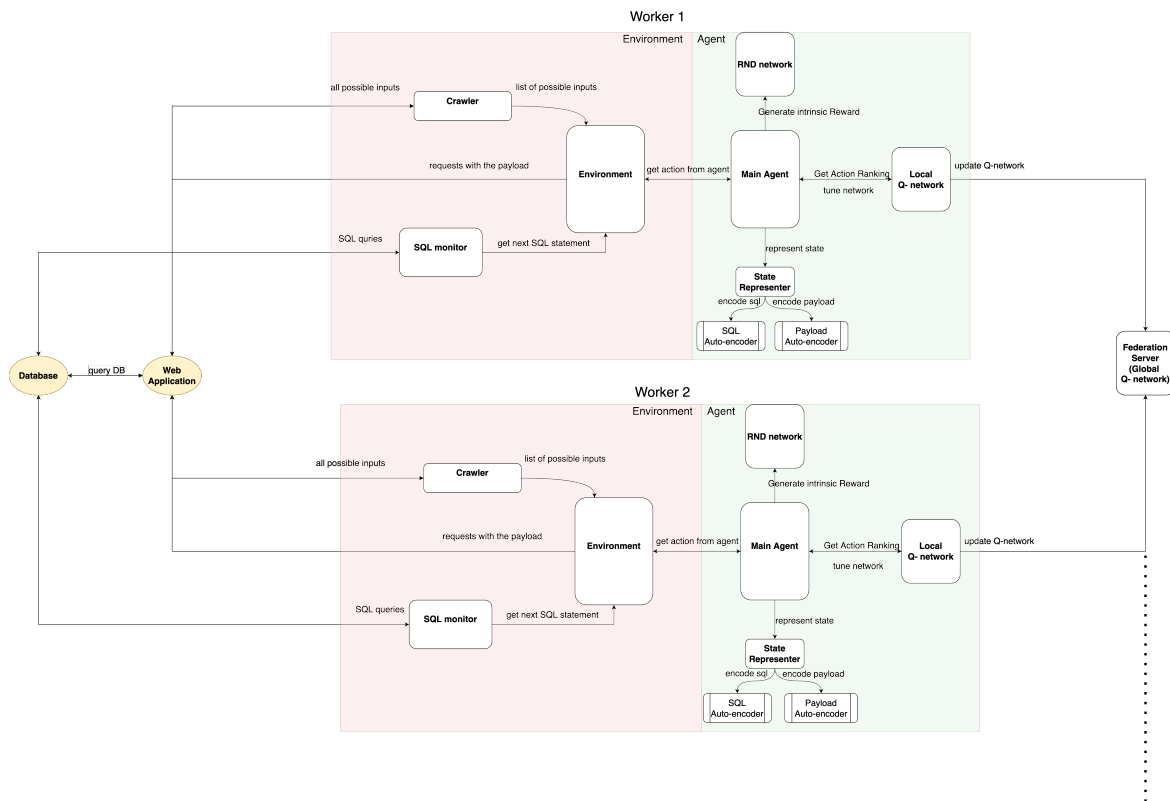 Worker 1
Environment
Agent
RND network
all possible inputs
list of possible inputs
Crawler
Generate intrinsic Reward
requests with the payload
Environment
get action from agent
Main Agent
Get Action Ranking
tune network
Local
Q- network
update Q-network
SQL quries
SQL monitor
get next SQL statement
represent state
State
Representer
encode sql
encode payload
SQL
Auto-encoder
Payload
Auto-encoder
Database
query DB
Web
Application
Federation
Server
(Global
Q- network)
Worker 2
Environment
Agent
RND network
all possible inputs
list of possible inputs
Crawler
Generate intrinsic Reward
requests with the payload
Environment
get action from agent
Main Agent
Get Action Ranking
tune network
Local
Q- network
update Q-network
SQL queries
SQL monitor
get next SQL statement
represent state
State
Representer
encode sql
encode payload
SQL
Auto-encoder
Payload
Auto-encoder